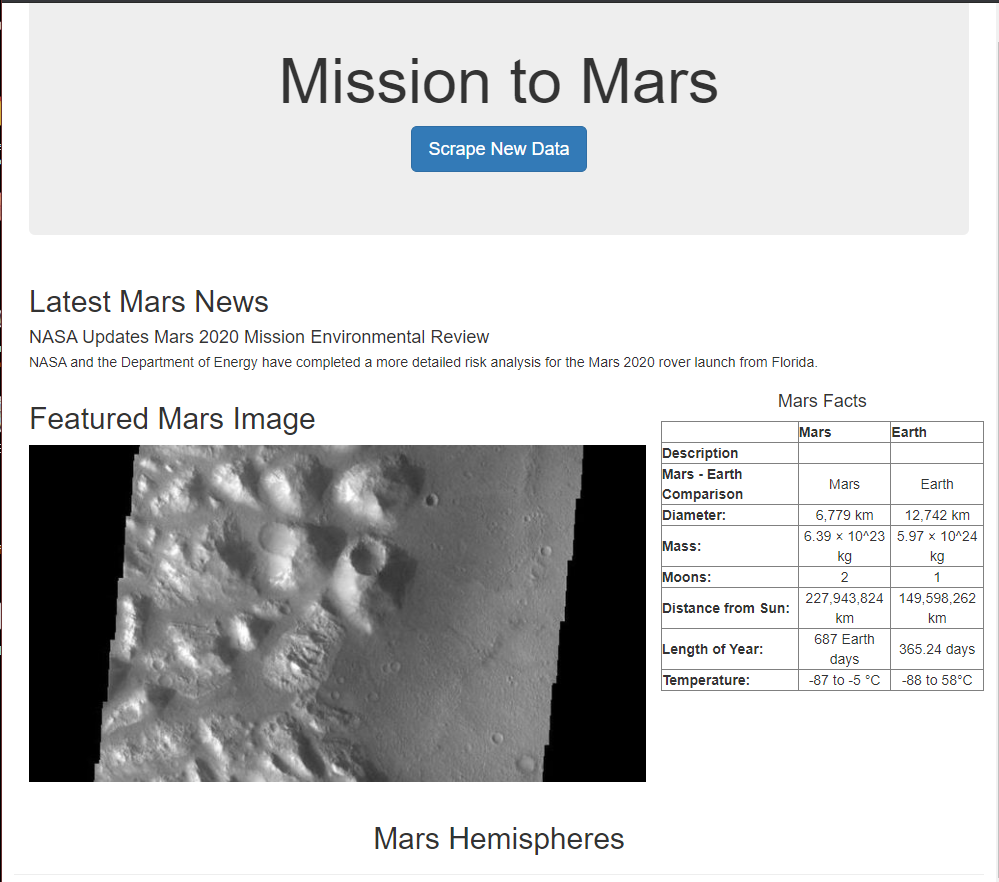 Mission to Mars
Scrape New Data
Latest Mars News
NASA Updates Mars 2020 Mission Environmental Review
NASA and the Department of Energy have completed a more detailed risk analysis for the Mars 2020 rover launch from Florida.
Featured Mars Image
Mars Facts
Mars Earth
Description
Mars - Earth
Comparison Mars Earth
Diameter: 6,779 km 12,742 km
Mass: 6.39 × 10^23
kg 5.97 × 10^24
kg
Moons: 2 1
Distance from Sun: 227,943,824
km 149,598,262
km
Length of Year: 687 Earth
days 365.24 days
Temperature: -87 to -5 °C -88 to 58°C
Mars Hemispheres